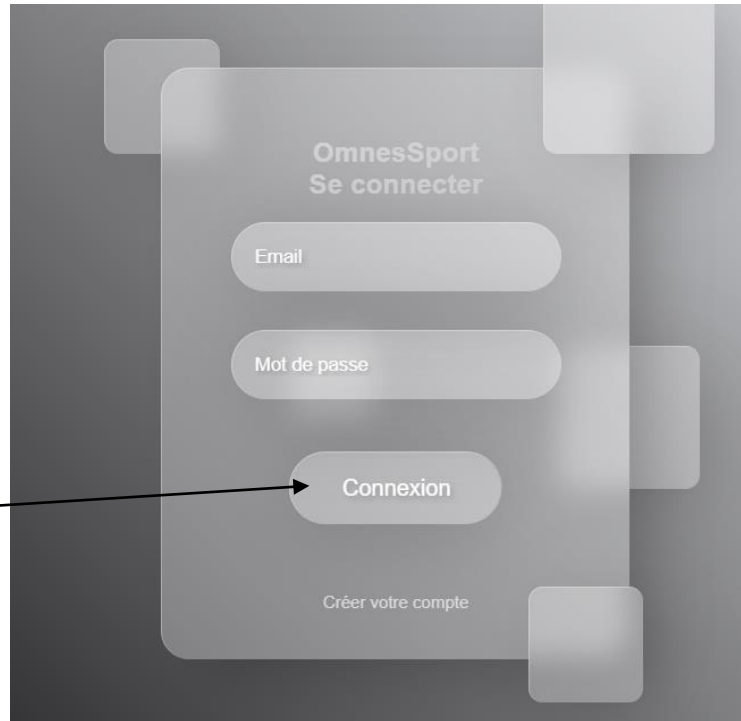 OmnesSport
Se connecter
Email
Mot de passe
Connexion
Créer votre compte